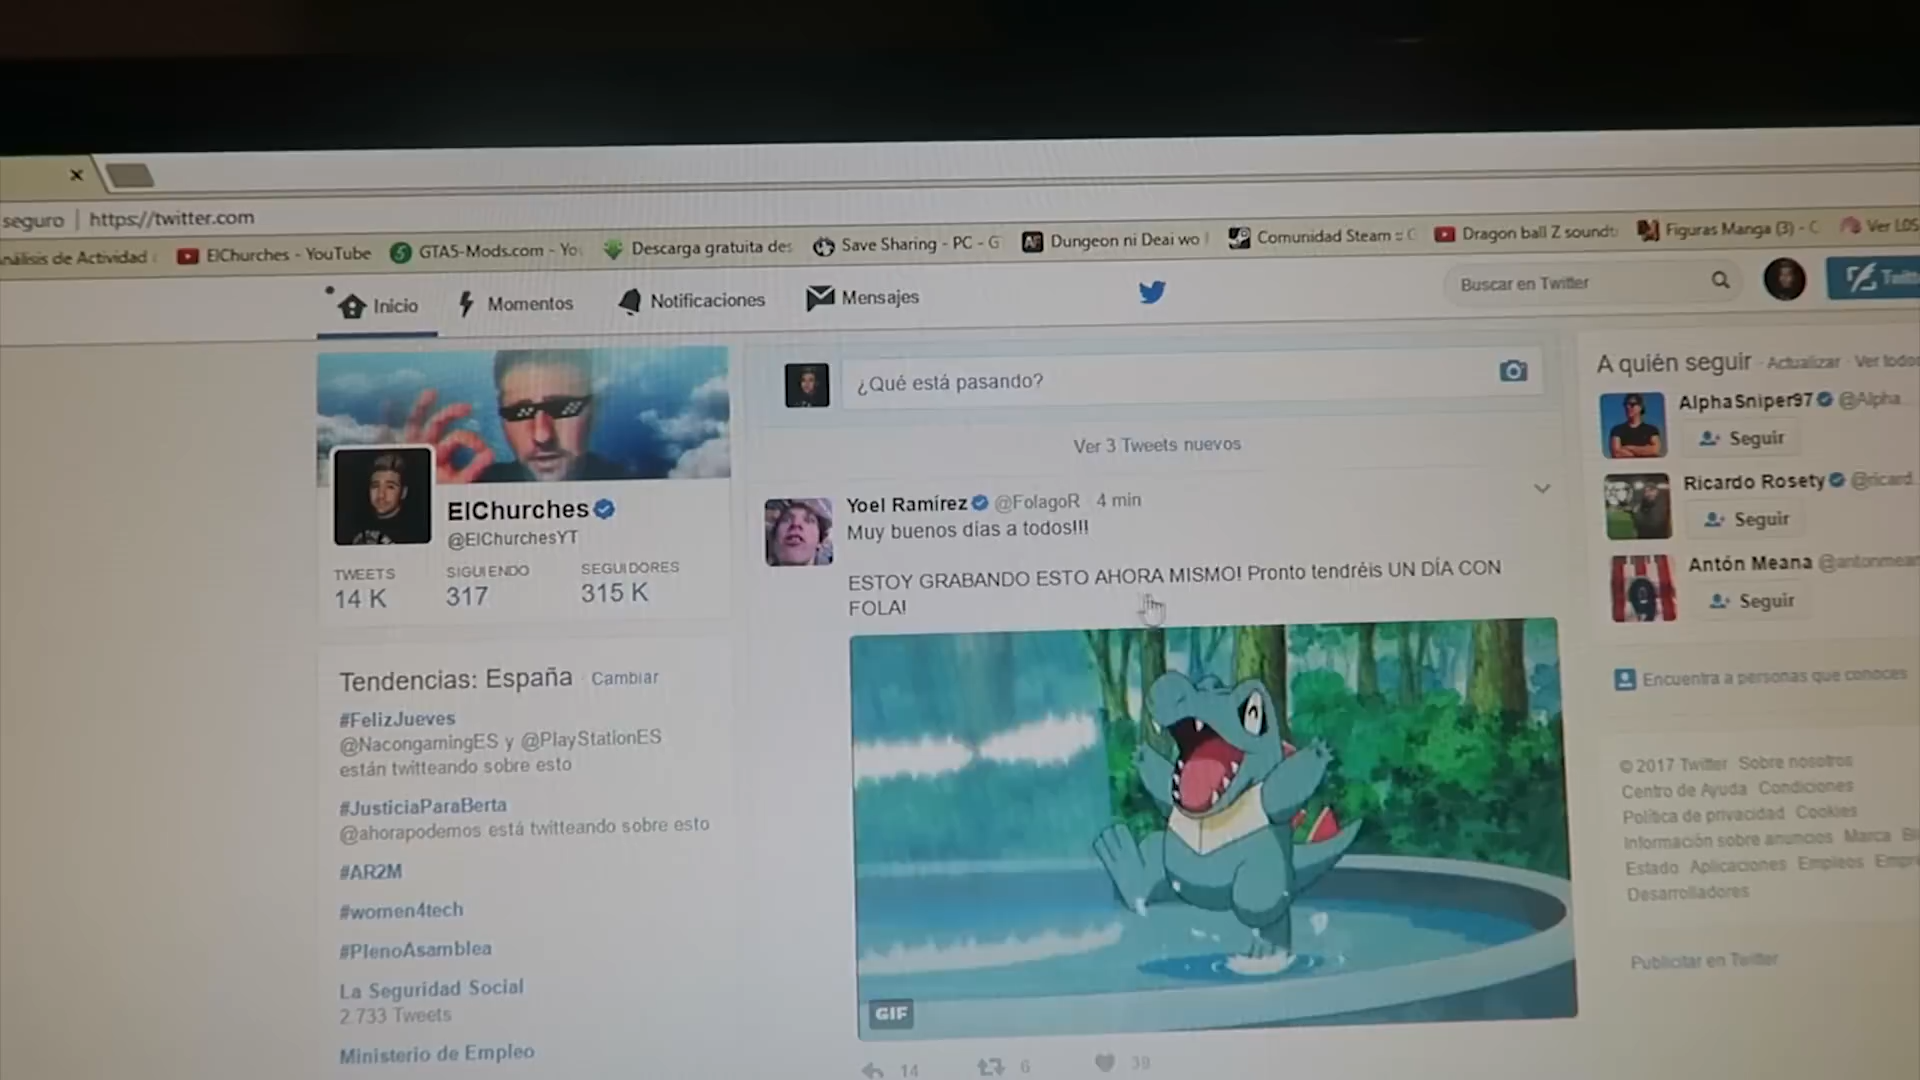 seguro | https://twitter.com
nálisis de Actividad
ElChurches - YouTube
GTA5-Mods.com - Yo
Descarga gratuita de
Save Sharing - PC - G
Dungeon ni Deai wo
Comunidad Steam :: G
Dragon ball Z soundt
Figuras Manga (3) - C
Ver LOS
Inicio
Momentos
Notificaciones
Mensajes
Buscar en Twitter
ElChurches
@ElChurchesYT
TWEETS
14 K
SIGUIENDO
317
SEGUIDORES
315 K
Tendencias: España · Cambiar
#FelizJueves
@NacongamingES y @PlayStationES
están twitteando sobre esto
#JusticiaParaBerta
@ahorapodemos está twitteando sobre esto
#AR2M
#women4tech
#PlenoAsamblea
La Seguridad Social
2.733 Tweets
Ministerio de Empleo
¿Qué está pasando?
Ver 3 Tweets nuevos
Yoel Ramírez @FolagoR · 4 min
Muy buenos días a todos!!!
ESTOY GRABANDO ESTO AHORA MISMO! Pronto tendréis UN DÍA CON
FOLA!
GIF
14
6
39
A quién seguir · Actualizar · Ver todos
AlphaSniper97 @Alpha...
Seguir
Ricardo Rosety @ricard...
Seguir
Antón Meana @antonmean
Seguir
Encuentra a personas que conoces
© 2017 Twitter Sobre nosotros
Centro de Ayuda Condiciones
Política de privacidad Cookies
Información sobre anuncios Marca Bl
Estado Aplicaciones Empleos Empr
Desarrolladores
Publicitar en Twitter